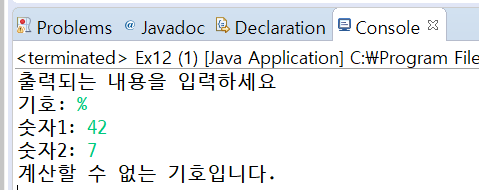 Problems @ Javadoc Declaration Console
<terminated> Ex12 (1) [Java Application] C:₩Program File
출력되는 내용을 입력하세요
기호: %
숫자1: 42
숫자2: 7
계산할 수 없는 기호입니다.